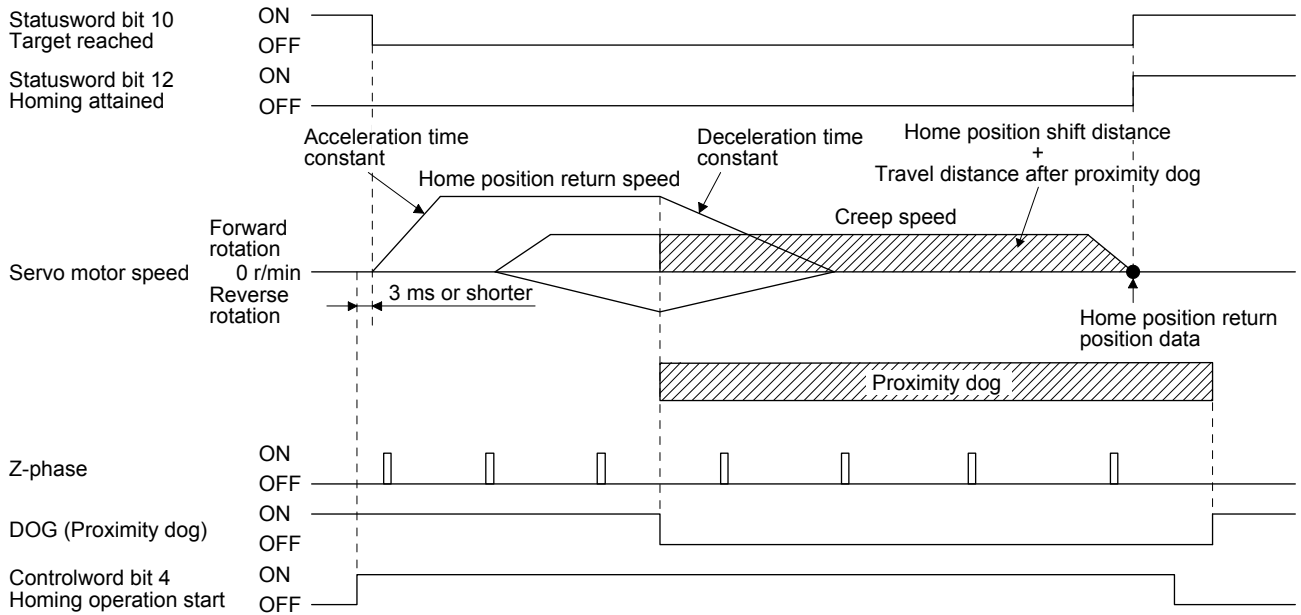 Statusword bit 10
Target reached
ON
OFF
Statusword bit 12
Homing attained
ON
OFF
Acceleration time
constant
Home position return speed
Deceleration time
constant
Home position shift distance
+
Travel distance after proximity dog
Creep speed
Servo motor speed
Forward
rotation
0 r/min
Reverse
rotation
3 ms or shorter
Home position return
position data
Proximity dog
Z-phase
ON
OFF
DOG (Proximity dog)
ON
OFF
Controlword bit 4
Homing operation start
ON
OFF